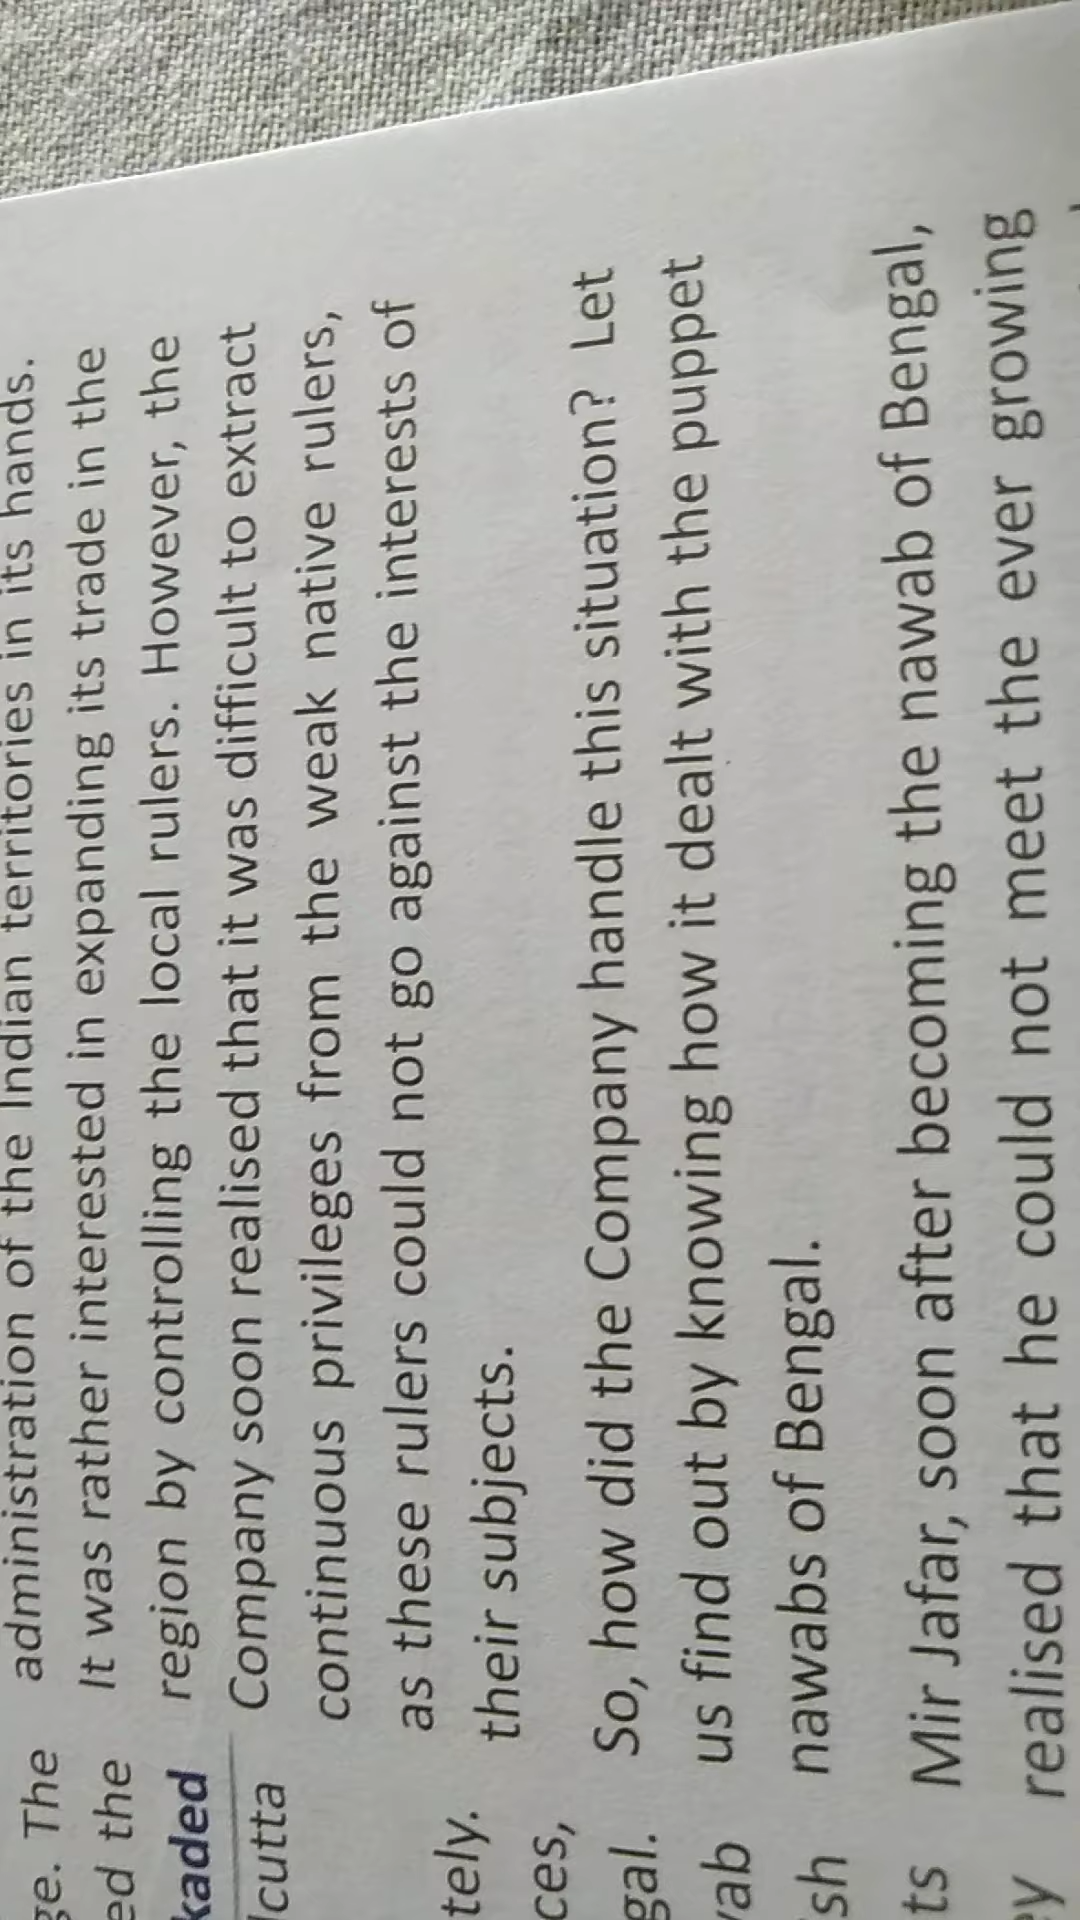 ge. The
ed the
kaded
lcutta
tely.
ces,
gal.
vab
sh
ts
ey
administration of the Indian territories in its hands.
It was rather interested in expanding its trade in the
region by controlling the local rulers. However, the
Company soon realised that it was difficult to extract
continuous privileges from the weak native rulers,
as these rulers could not go against the interests of
their subjects.
So, how did the Company handle this situation? Let
us find out by knowing how it dealt with the puppet
nawabs of Bengal.
Mir Jafar, soon after becoming the nawab of Bengal,
realised that he could not meet the ever growing